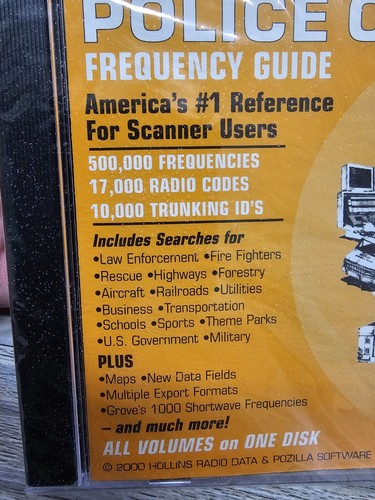 POLICE
FREQUENCY GUIDE
America's #1 Reference
For Scanner Users
500,000 FREQUENCIES
17,000 RADIO CODES
10,000 TRUNKING ID'S
Includes Searches for
•Law Enforcement •Fire Fighters
•Rescue •Highways •Forestry
•Aircraft •Railroads •Utilities
•Business •Transportation
•Schools •Sports •Theme Parks
•U.S. Government •Military
PLUS
•Maps •New Data Fields
•Multiple Export Formats
•Grove's 1000 Shortwave Frequencies
– and much more!
ALL VOLUMES on ONE DISK
© 2000 HOLLINS RADIO DATA & POZILLA SOFTWARE